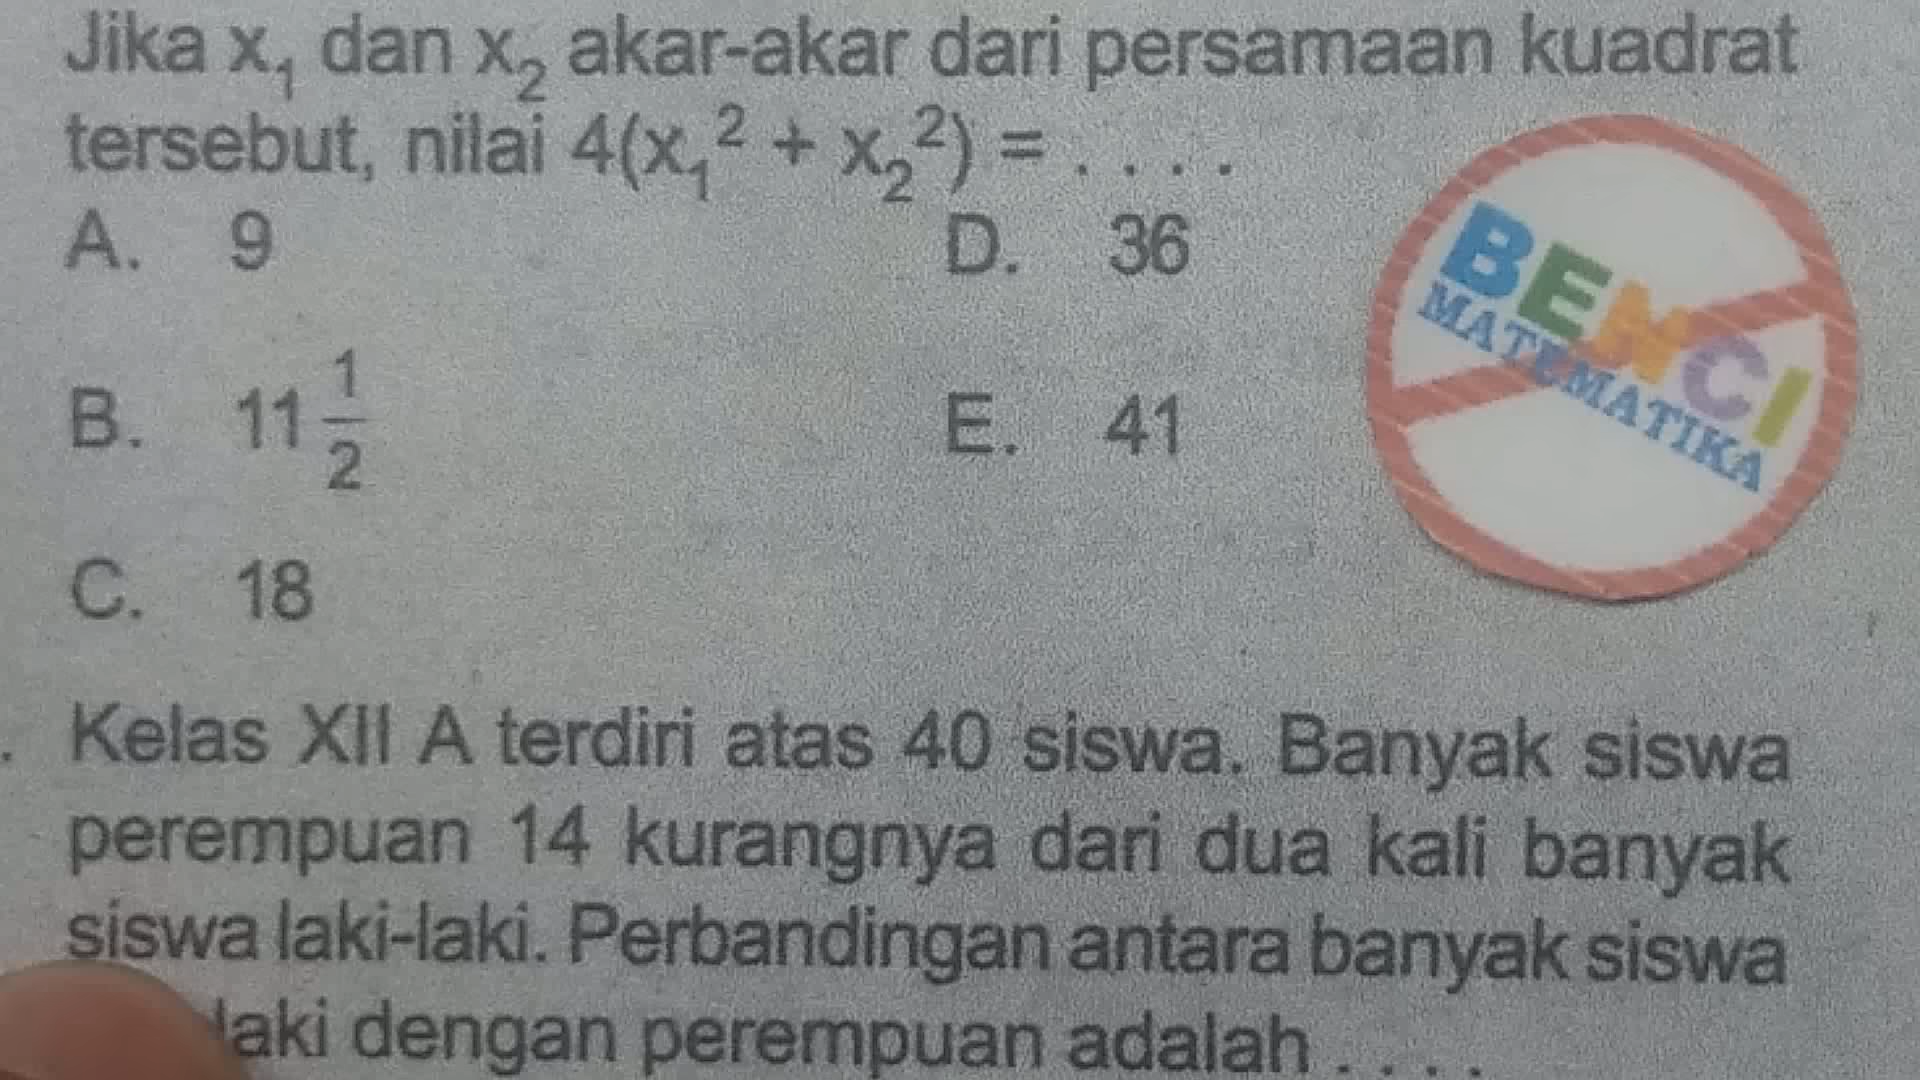 Jika x₁ dan x₂ akar-akar dari persamaan kuadrat
tersebut, nilai 4(x₁² + x₂²) = . . . .
A. 9
D. 36
B. 11 1/2
E. 41
C. 18
BENCI
MATEMATIKA
. Kelas XII A terdiri atas 40 siswa. Banyak siswa
perempuan 14 kurangnya dari dua kali banyak
siswa laki-laki. Perbandingan antara banyak siswa
laki dengan perempuan adalah . . . .